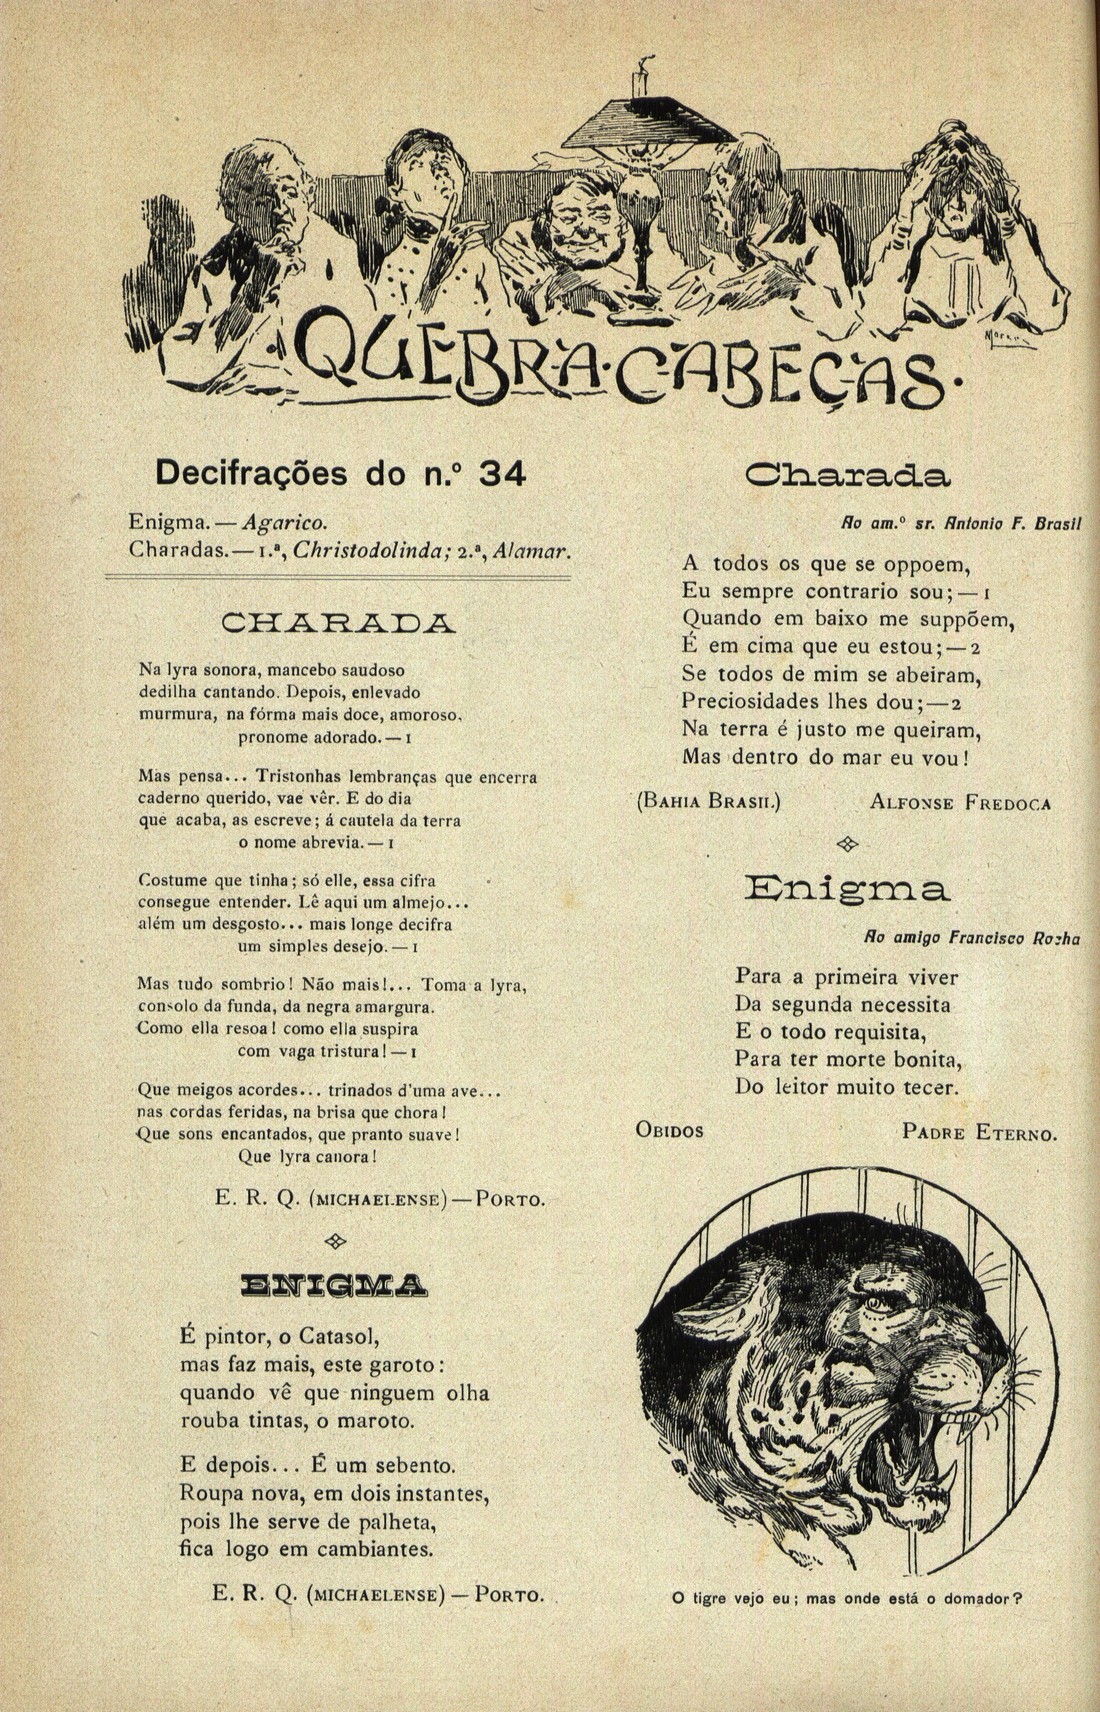 QUEBRA-CABEÇAS.
Decifrações do n.º 34
Enigma. — Agarico.
Charadas. — 1.ª, Christodolinda; 2.ª, Alamar.
CHARADA
Na lyra sonora, mancebo saudoso
dedilha cantando. Depois, enlevado
murmura, na fórma mais doce, amoroso,
pronome adorado. — 1
Mas pensa... Tristonhas lembranças que encerra
caderno querido, vae vêr. E do dia
que acaba, as escreve; á cautela da terra
o nome abrevia. — 1
Costume que tinha; só elle, essa cifra
consegue entender. Lê aqui um almejo...
além um desgosto... mais longe decifra
um simples desejo. — 1
Mas tudo sombrio! Não mais!... Toma a lyra,
consolo da funda, da negra amargura.
Como ella resoa! como ella suspira
com vaga tristura! — 1
Que meigos acordes... trinados d'uma ave...
nas cordas feridas, na brisa que chora!
Que sons encantados, que pranto suave!
Que lyra canora!
E. R. Q. (MICHAELENSE) — PORTO.
ENIGMA
É pintor, o Catasol,
mas faz mais, este garoto:
quando vê que ninguem olha
rouba tintas, o maroto.
E depois... É um sebento.
Roupa nova, em dois instantes,
pois lhe serve de palheta,
fica logo em cambiantes.
E. R. Q. (MICHAELENSE) — PORTO.
Charada
Ao am.º sr. Antonio F. Brasil
A todos os que se oppoem,
Eu sempre contrario sou; — 1
Quando em baixo me suppõem,
É em cima que eu estou; — 2
Se todos de mim se abeiram,
Preciosidades lhes dou; — 2
Na terra é justo me queiram,
Mas dentro do mar eu vou!
(BAHIA BRASIL) ALFONSE FREDOCA
Enigma
Ao amigo Francisco Rocha
Para a primeira viver
Da segunda necessita
E o todo requisita,
Para ter morte bonita,
Do leitor muito tecer.
OBIDOS PADRE ETERNO.
O tigre vejo eu; mas onde está o domador?